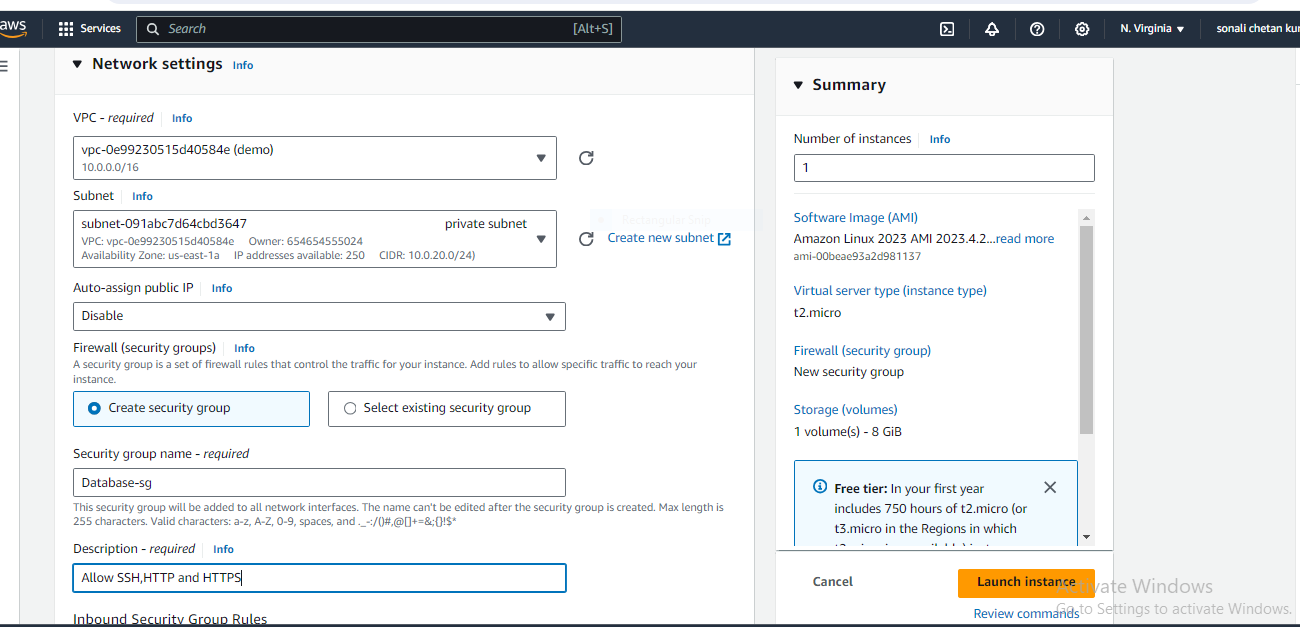 aws
Services
Search
[Alt+S]
N. Virginia
sonali chetan kun
Network settings Info
VPC - required Info
vpc-0e99230515d40584e (demo)
10.0.0.0/16
Subnet Info
subnet-091abc7d64cbd3647 private subnet
VPC: vpc-0e99230515d40584e Owner: 654654555024
Availability Zone: us-east-1a IP addresses available: 250 CIDR: 10.0.20.0/24)
Rectangular Snip
Create new subnet
Auto-assign public IP Info
Disable
Firewall (security groups) Info
A security group is a set of firewall rules that control the traffic for your instance. Add rules to allow specific traffic to reach your
instance.
Create security group
Select existing security group
Security group name - required
Database-sg
This security group will be added to all network interfaces. The name can't be edited after the security group is created. Max length is
255 characters. Valid characters: a-z, A-Z, 0-9, spaces, and ._-:/()#,@[]+=&;{}!$*
Description - required Info
Allow SSH,HTTP and HTTPS
Inbound Security Group Rules
Summary
Number of instances Info
1
Software Image (AMI)
Amazon Linux 2023 AMI 2023.4.2...read more
ami-00beae93a2d981137
Virtual server type (instance type)
t2.micro
Firewall (security group)
New security group
Storage (volumes)
1 volume(s) - 8 GiB
Free tier: In your first year
includes 750 hours of t2.micro (or
t3.micro in the Regions in which
Cancel
Launch instance
Review commands
Activate Windows
Go to Settings to activate Windows.